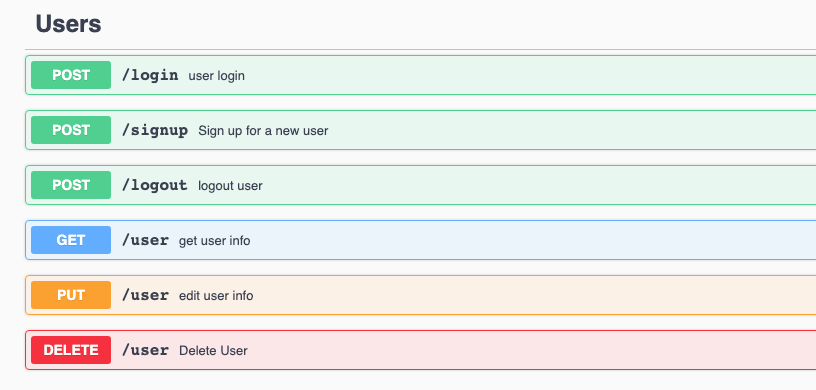 Users
POST /login user login
POST /signup Sign up for a new user
POST /logout logout user
GET /user get user info
PUT /user edit user info
DELETE /user Delete User